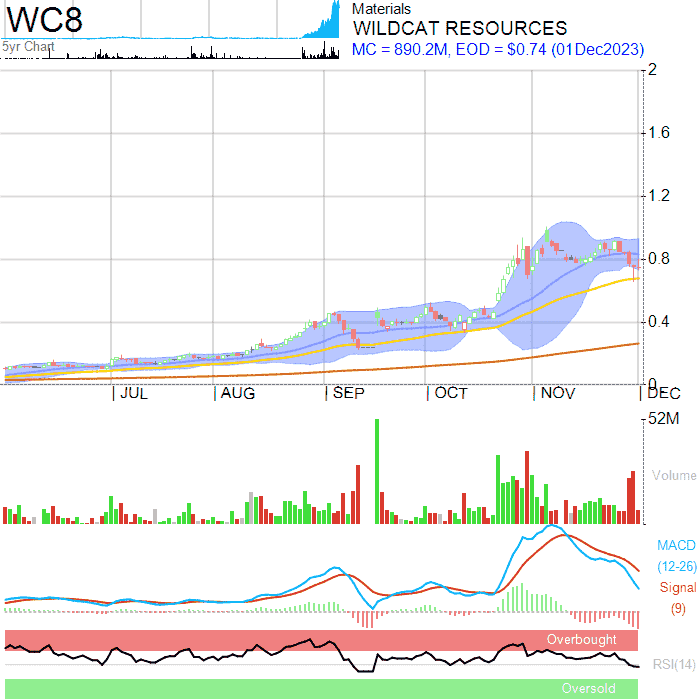 WC8
5yr Chart
Materials
WILDCAT RESOURCES
MC = 890.2M, EOD = $0.74 (01Dec2023)
2
1.6
1.2
0.8
0.4
0
JUL AUG SEP OCT NOV DEC
52M
Volume
MACD
(12-26)
Signal
(9)
Overbought
RSI(14)
Oversold